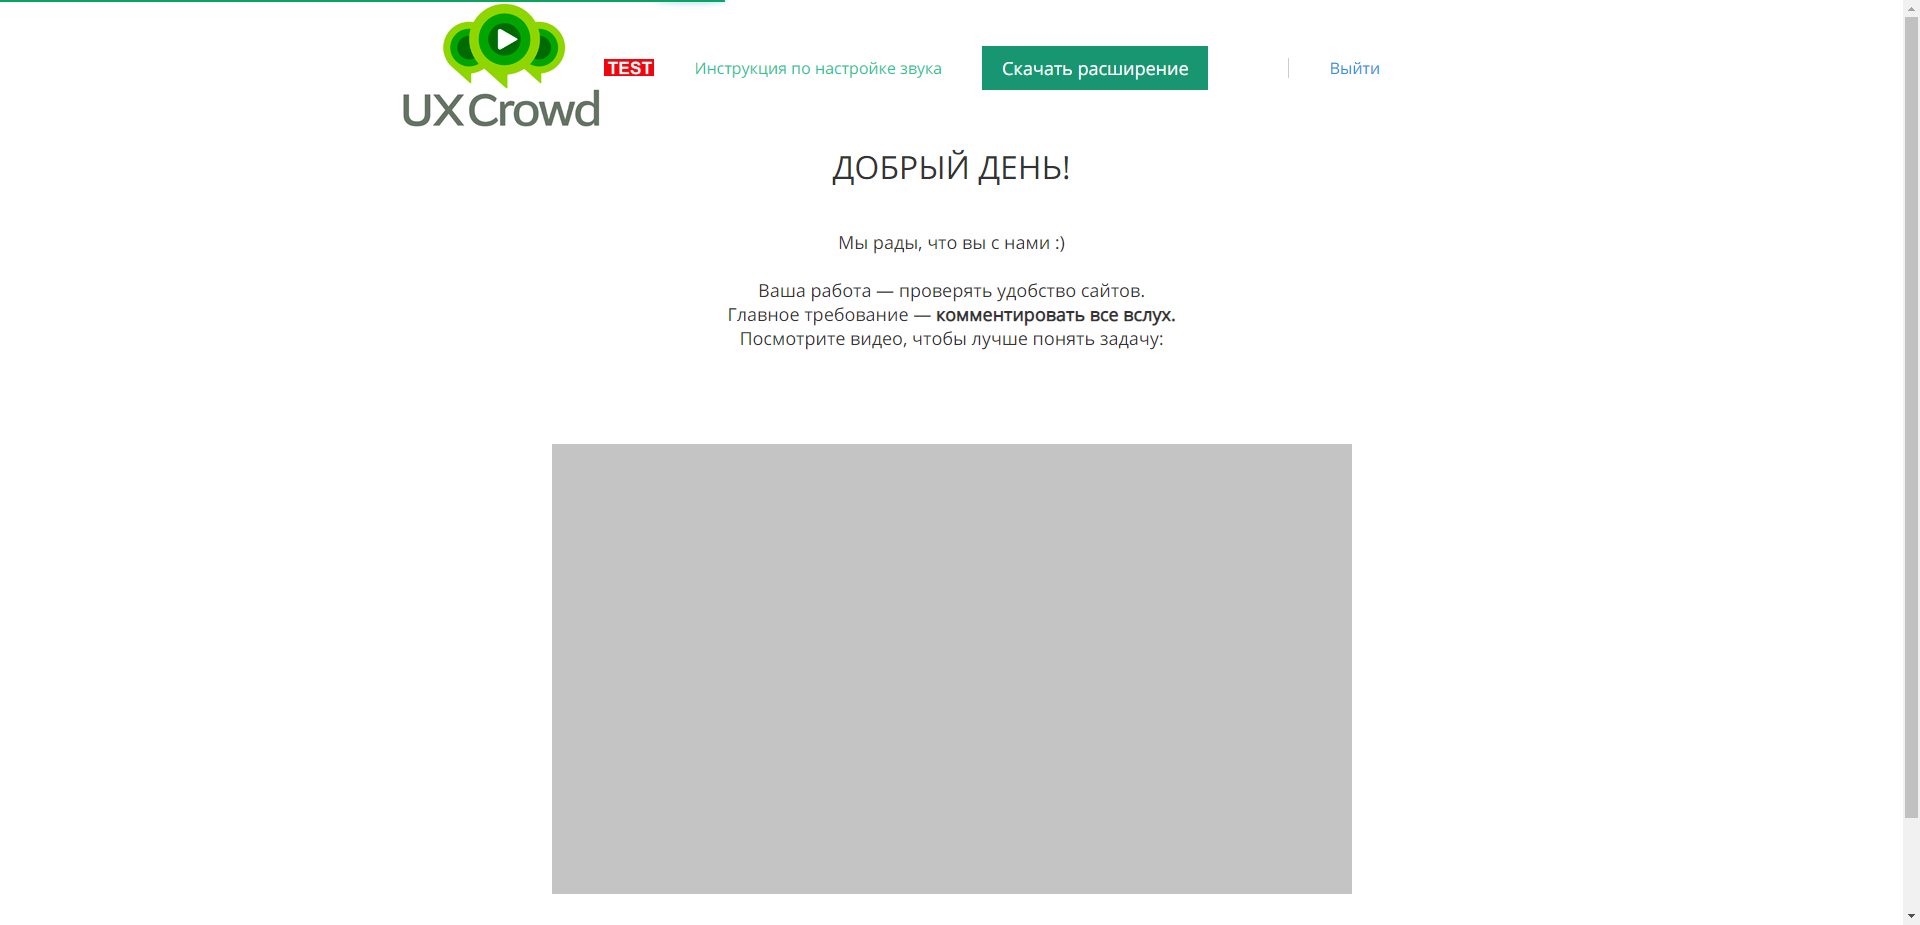 UXCrowd
TEST
Инструкция по настройке звука
Скачать расширение
Выйти
ДОБРЫЙ ДЕНЬ!
Мы рады, что вы с нами :)
Ваша работа — проверять удобство сайтов.
Главное требование — комментировать все вслух.
Посмотрите видео, чтобы лучше понять задачу: